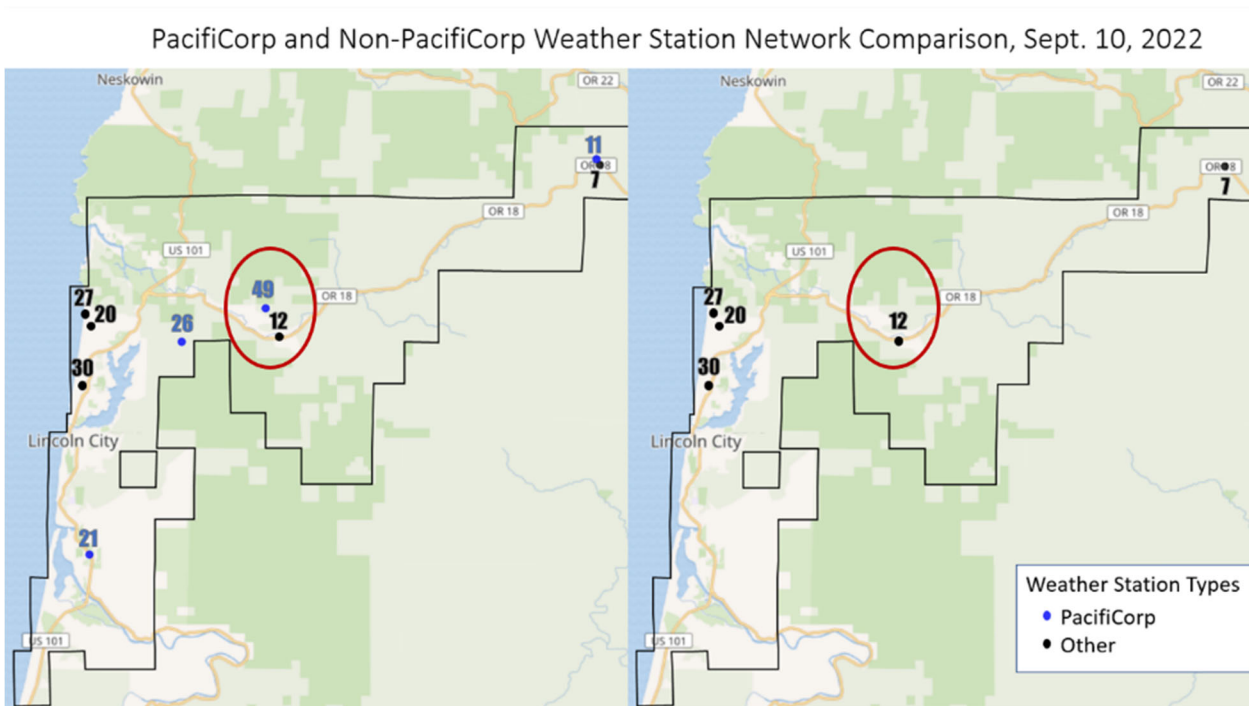 PacifiCorp and Non-PacifiCorp Weather Station Network Comparison, Sept. 10, 2022
Neskowin
OR 22
11
7
OR 18
US 101
49
OR 18
27
20
26
12
30
Lincoln City
21
US 101
Neskowin
OR 22
7
OR 18
US 101
OR 18
27
20
12
30
Lincoln City
US 101
Weather Station Types
PacifiCorp
Other